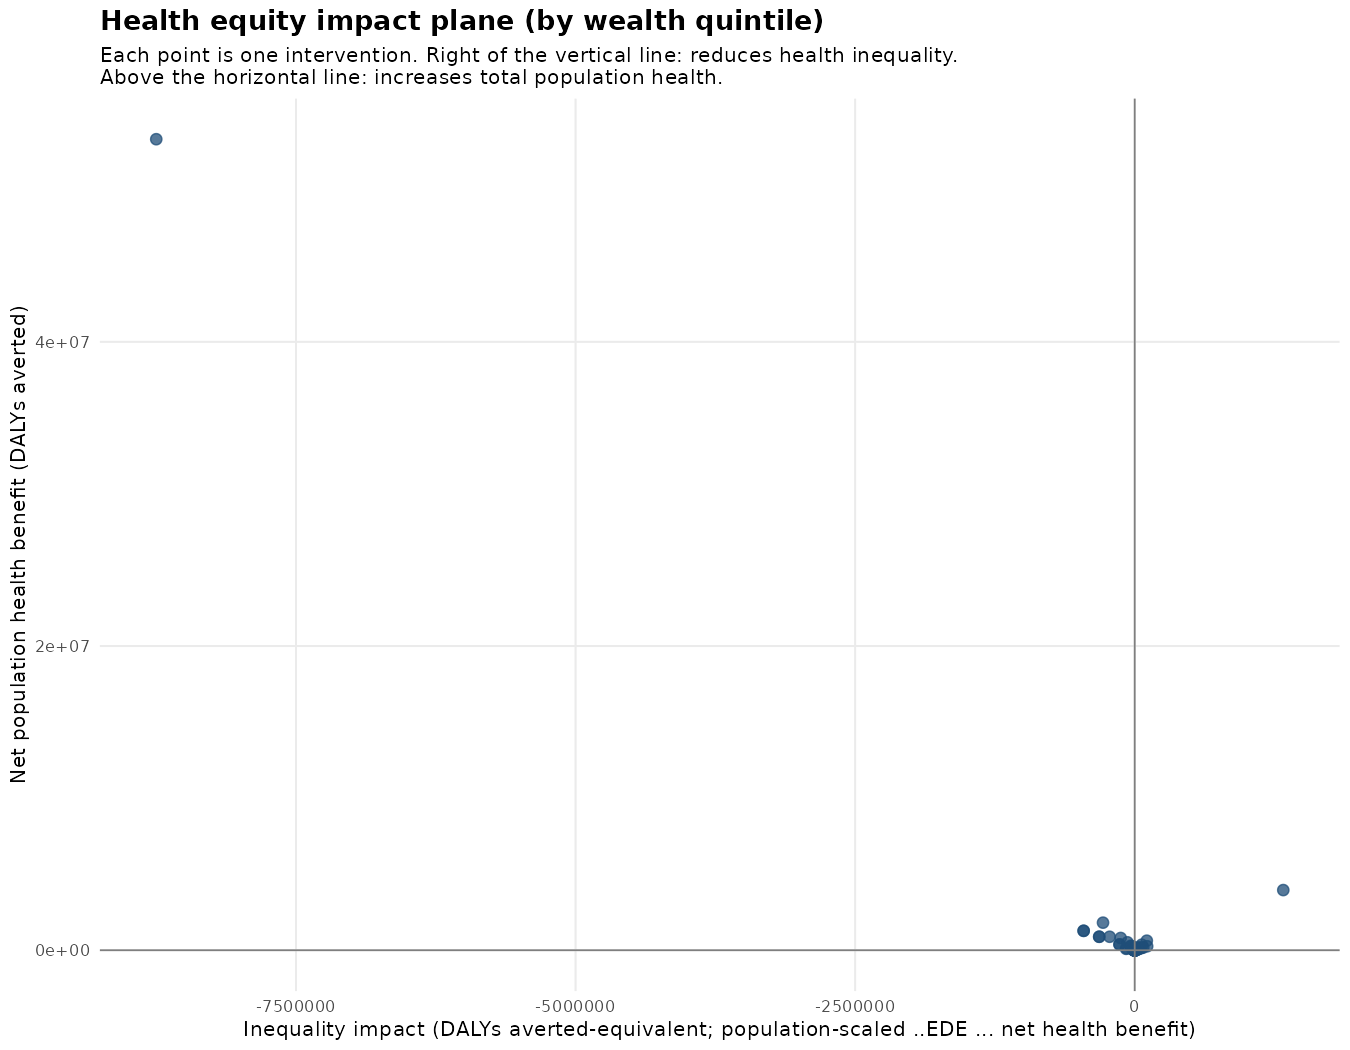 Health equity impact plane (by wealth quintile)
Each point is one intervention. Right of the vertical line: reduces health inequality.
Above the horizontal line: increases total population health.
Net population health benefit (DALYs averted)
4e+07
2e+07
0e+00
-7500000
-5000000
-2500000
0
Inequality impact (DALYs averted-equivalent; population-scaled ..EDE ... net health benefit)